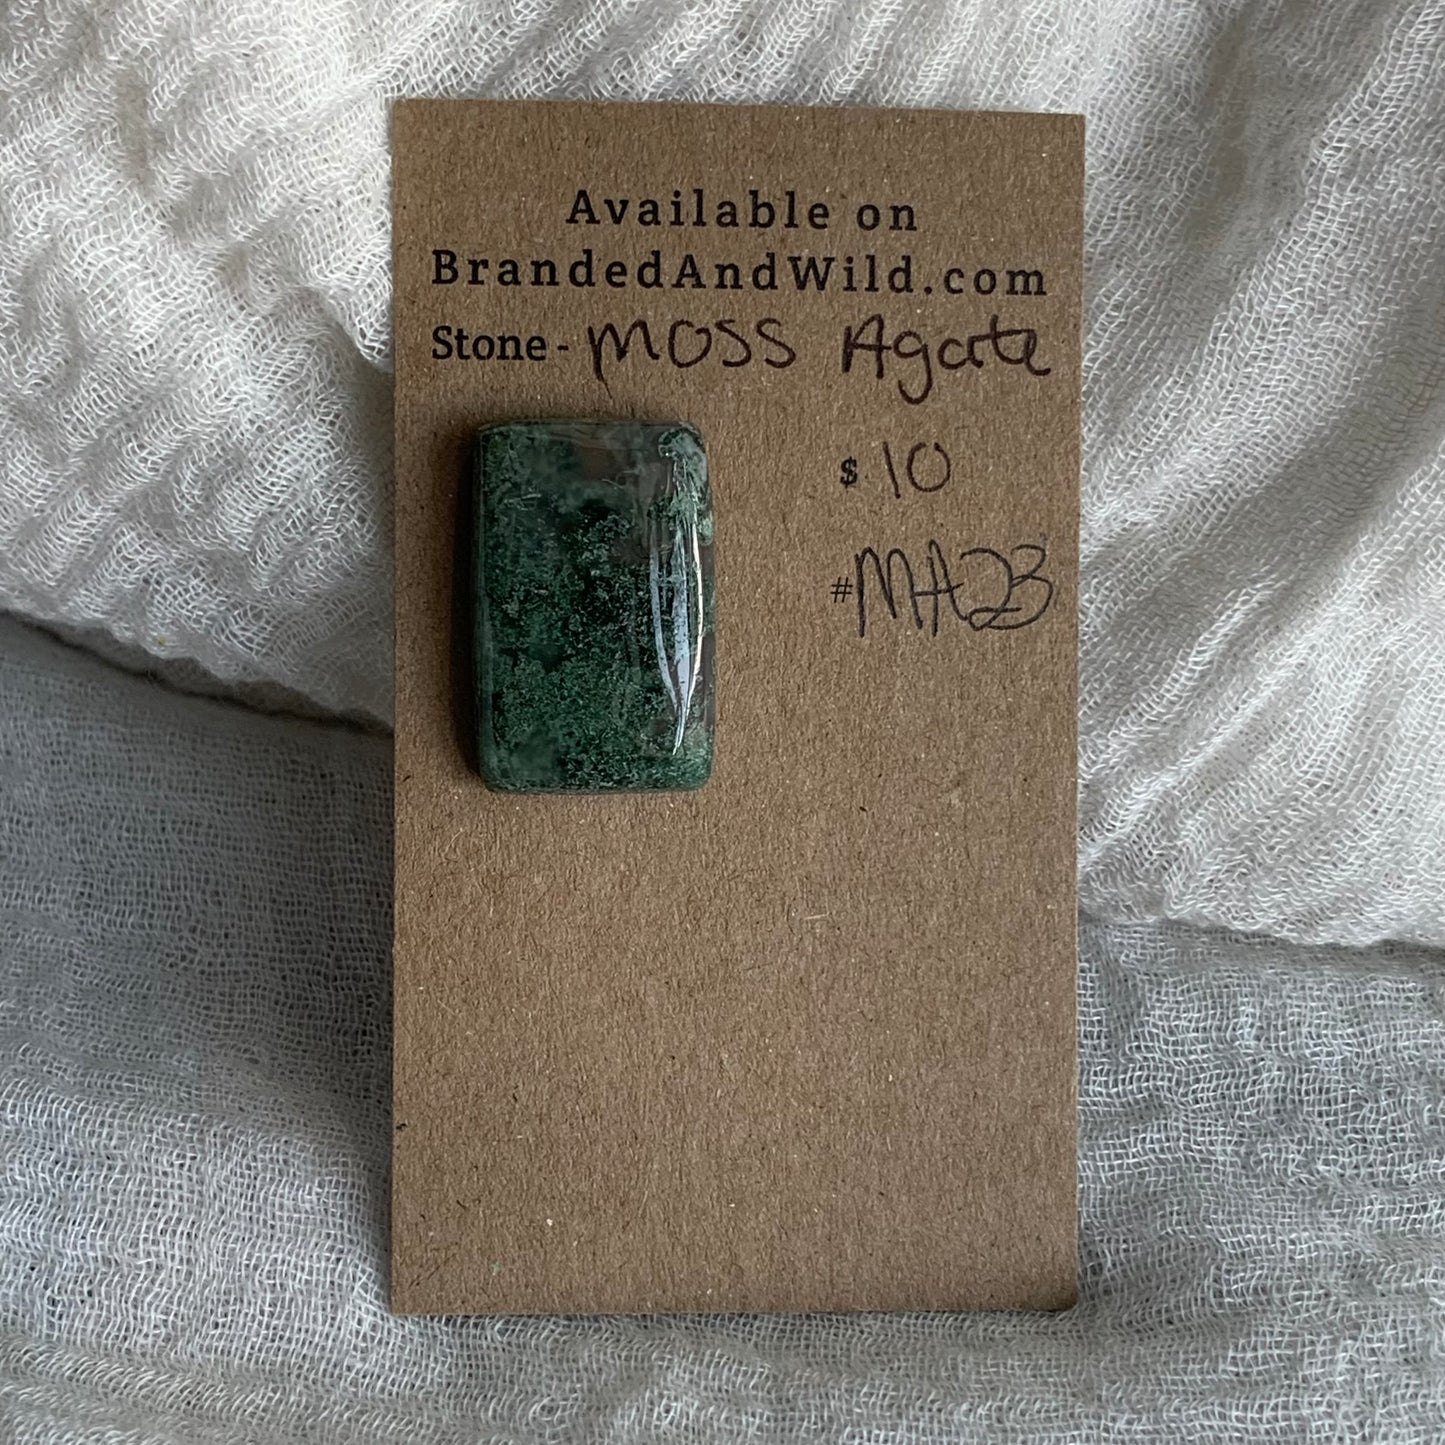 Available on
BrandedAndWild.com
Stone - Moss Agate
$ 10
#MA23